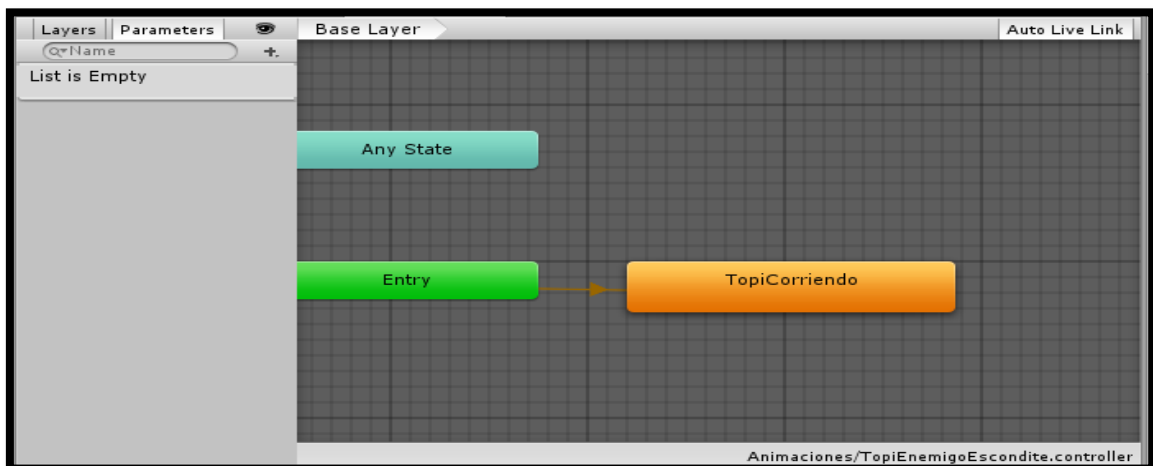 Layers Parameters Base Layer Auto Live Link
Name
List is Empty
Any State
Entry TopiCorriendo
Animaciones/TopiEnemigoEscondite.controller